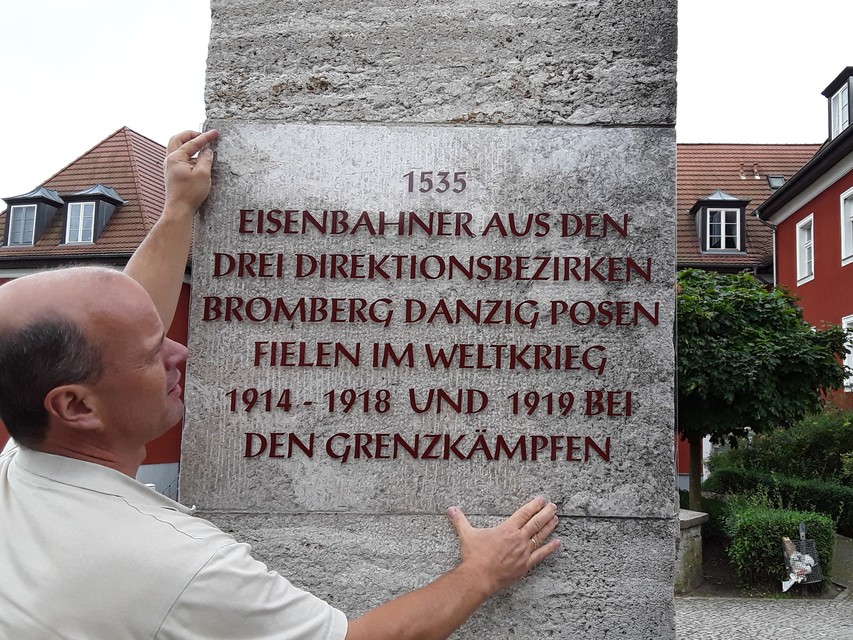 1535
EISENBAHNER AUS DEN
DREI DIREKTIONSBEZIRKEN
BROMBERG DANZIG POSEN
FIELEN IM WELTKRIEG
1914 - 1918 UND 1919 BEI
DEN GRENZKÄMPFEN